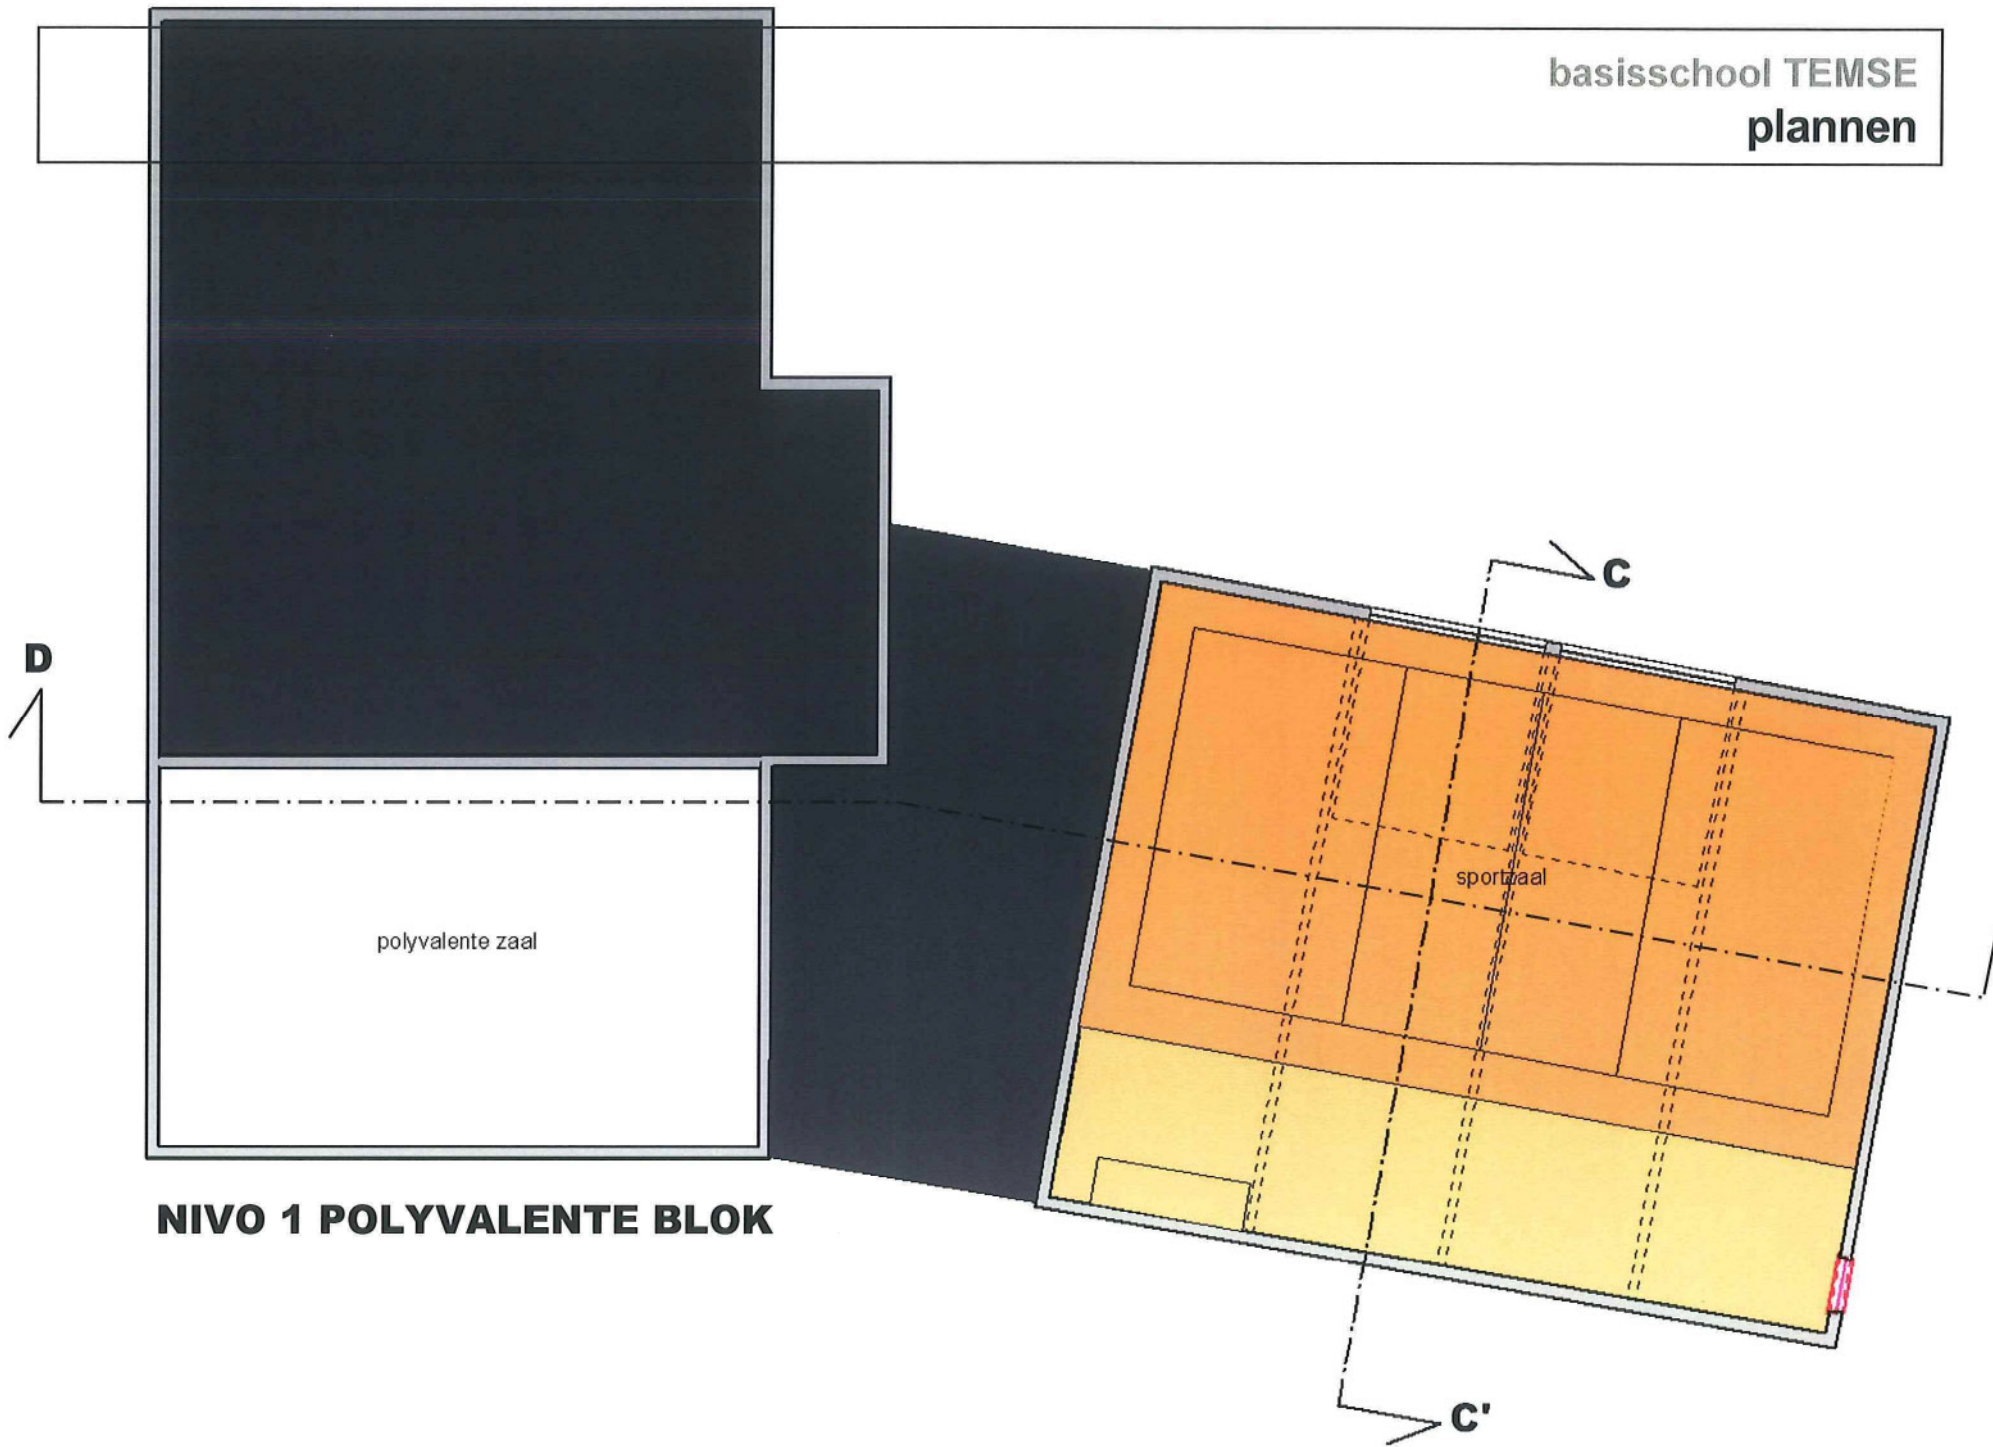 basisschool TEMSE
plannen
C
D
sportzaal
polyvalente zaal
NIVO 1 POLYVALENTE BLOK
C'